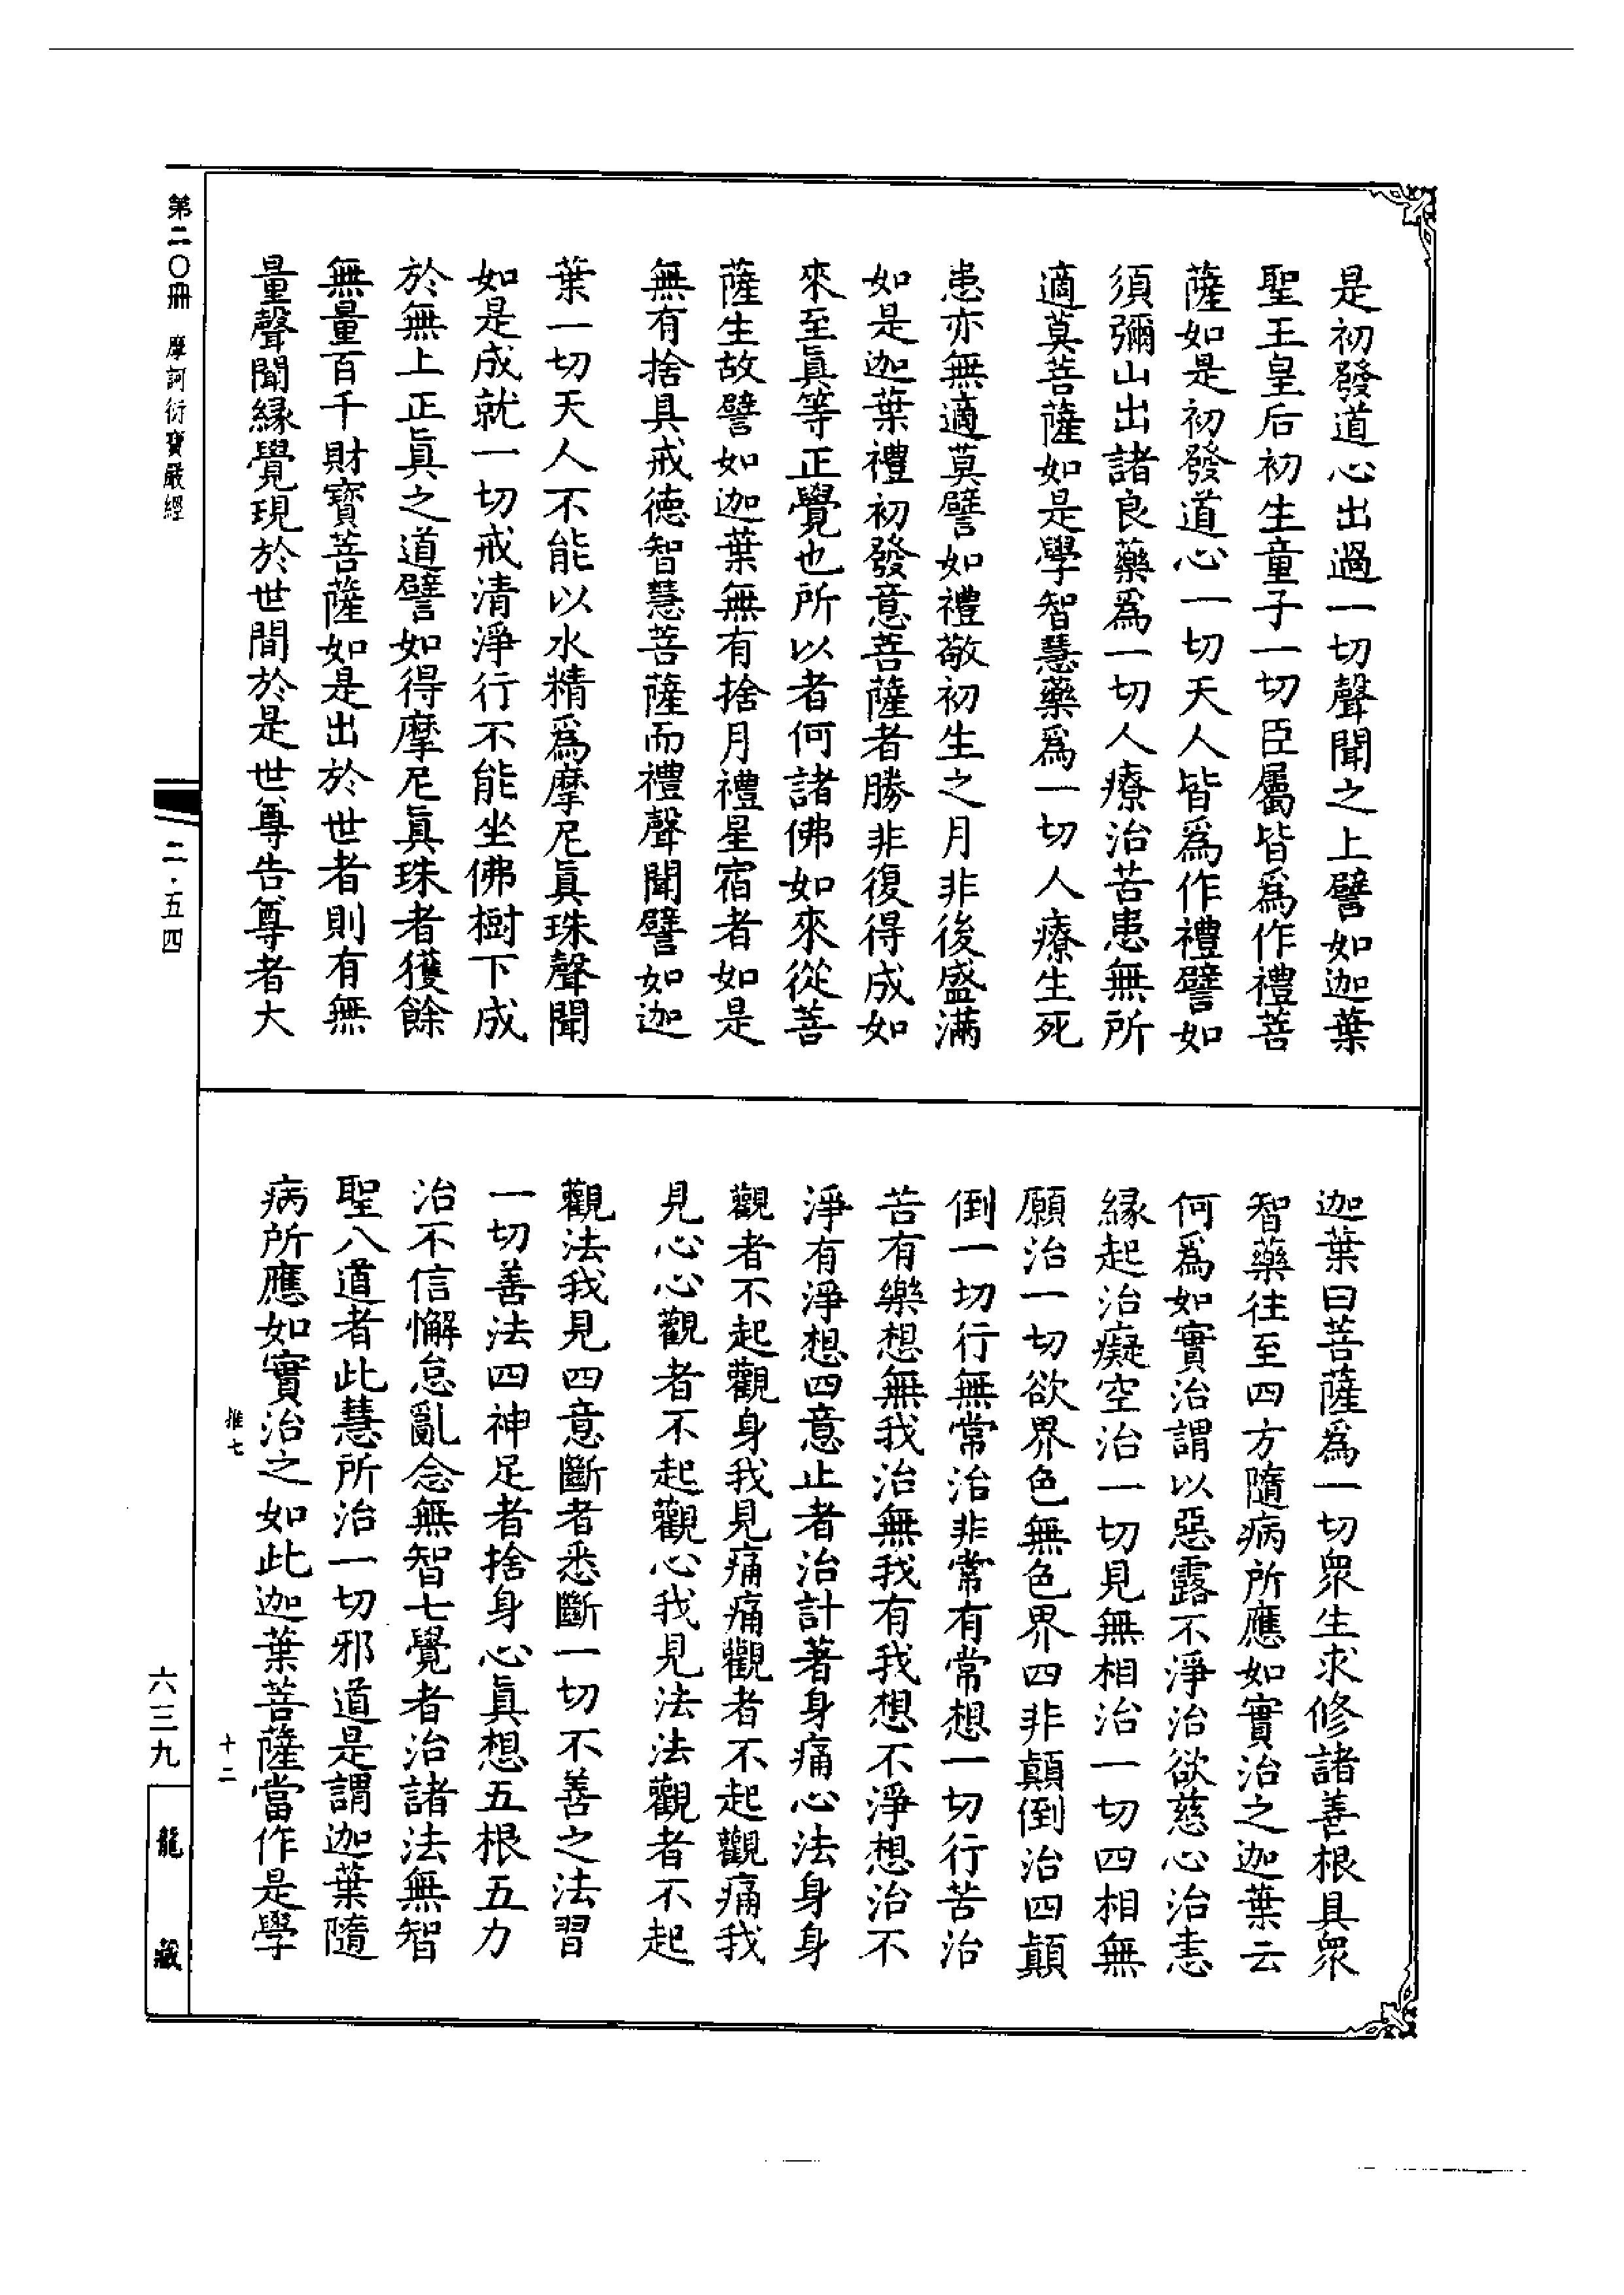 是初發道心出過一切聲聞之上譬如迦葉
聖王皇后初生童子一切臣屬皆爲作禮菩
薩如是初發道心一切天人皆爲作禮譬如
須彌山出諸良藥爲一切人療治苦患無所
適莫菩薩如是學智慧藥爲一切人療生死
患亦無適莫譬如禮敬初生之月非後盛滿
如是迦葉禮初發意菩薩者勝非復得成如
來至眞等正覺也所以者何諸佛如來從菩
薩生故譬如迦葉無有捨月禮星宿者如是
無有捨具戒德智慧菩薩而禮聲聞譬如迦
葉一切天人不能以水精爲摩尼眞珠聲聞
如是成就一切戒清淨行不能坐佛樹下成
於無上正眞之道譬如得摩尼眞珠者獲餘
無量百千財寶菩薩如是出於世者則有無
量聲聞緣覺現於世間於是世尊告尊者大
迦葉曰菩薩爲一切衆生求修諸善根具衆
智藥往至四方隨病所應如實治之迦葉云
何爲如實治謂以惡露不淨治欲慈心治恚
緣起治癡空治一切見無相治一切四相無
願治一切欲界色無色界四非顚倒治四顚
倒一切行無常治非常有常想一切行苦治
苦有樂想無我治無我有我想不淨想治不
淨有淨想四意止者治計著身痛心法身身
觀者不起觀身我見痛痛觀者不起觀痛我
見心心觀者不起觀心我見法法觀者不起
觀法我見四意斷者悉斷一切不善之法習
一切善法四神足者捨身心眞想五根五力
治不信懈怠亂念無智七覺者治諸法無智
聖八道者此慧所治一切邪道是謂迦葉隨
病所應如實治之如此迦葉菩薩當作是學
推七
十二
第二〇冊 摩訶衍寶嚴經
二·五四
六三九
龍藏